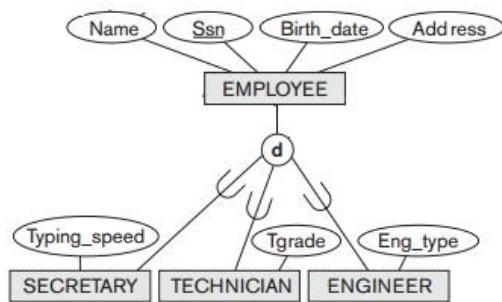 Name Ssn Birth_date Address
EMPLOYEE
d
Typing_speed Tgrade Eng_type
SECRETARY TECHNICIAN ENGINEER